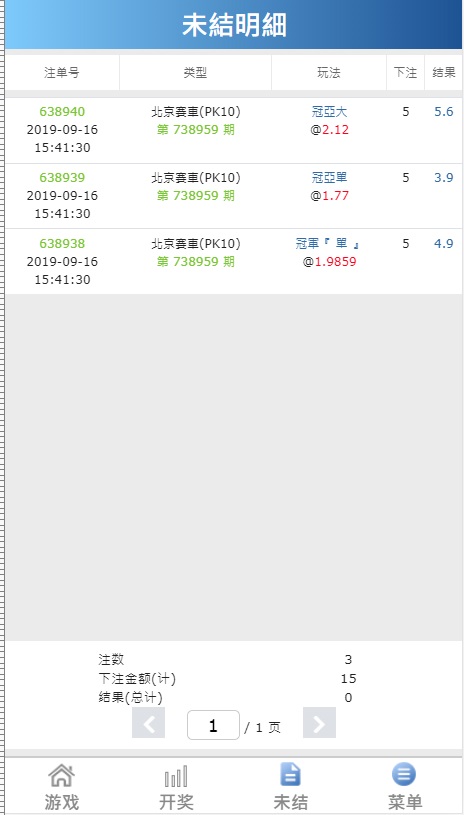 未結明細
注单号 类型 玩法 下注 结果
638940 北京赛車(PK10) 冠亞大 5 5.6
2019-09-16 第 738959 期 @2.12
15:41:30
638939 北京赛車(PK10) 冠亞單 5 3.9
2019-09-16 第 738959 期 @1.77
15:41:30
638938 北京赛車(PK10) 冠軍『 單 』 5 4.9
2019-09-16 第 738959 期 @1.9859
15:41:30
注数 3
下注金额(计) 15
结果(总计) 0
1 / 1 页
游戏 开奖 未结 菜单